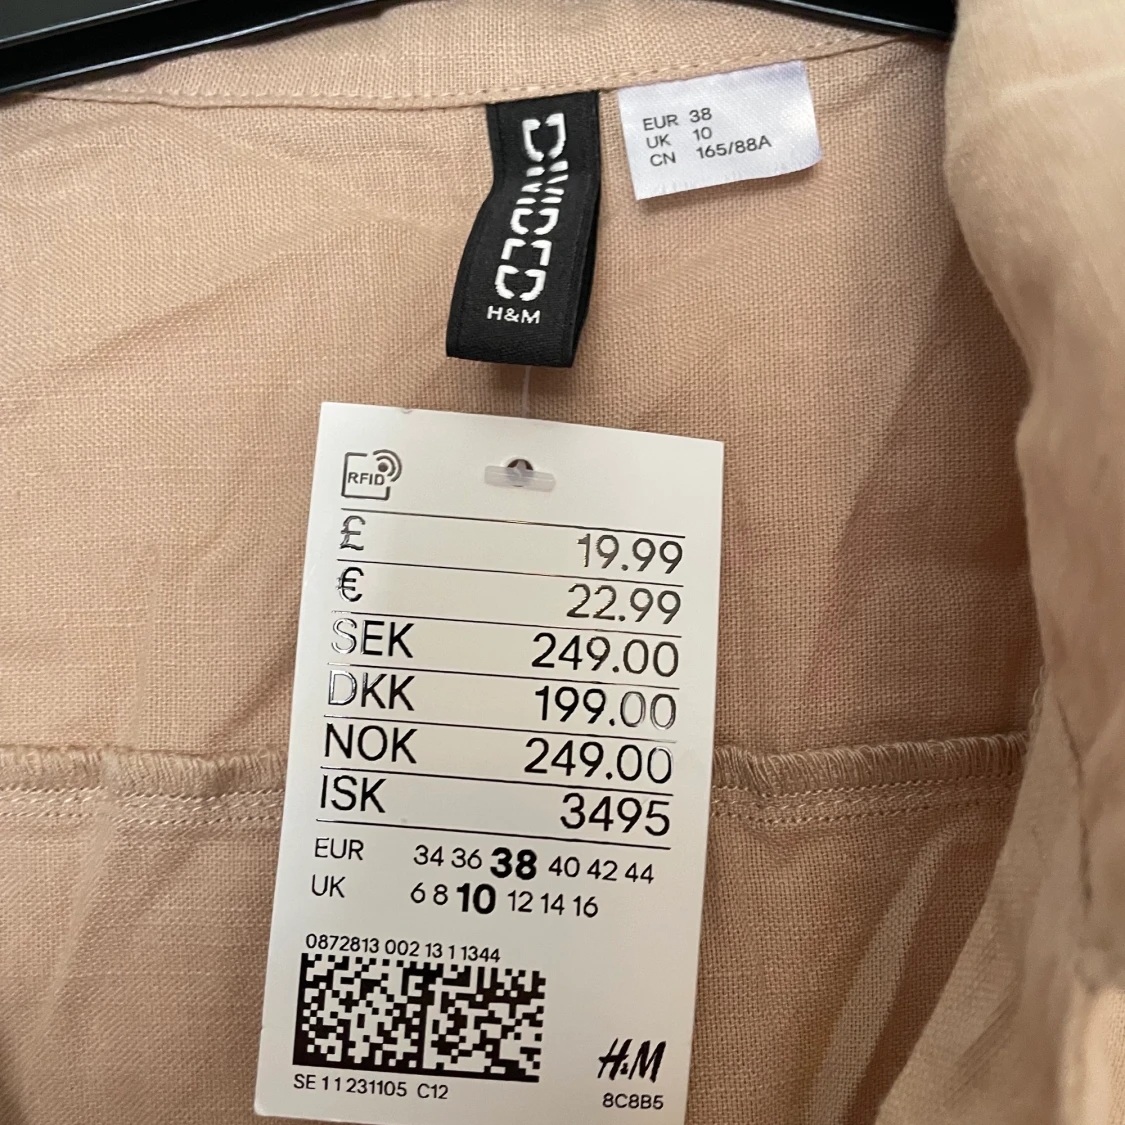 DIVIDED
H&M
EUR 38
UK 10
CN 165/88A
RFID
£ 19.99
€ 22.99
SEK 249.00
DKK 199.00
NOK 249.00
ISK 3495
EUR 34 36 38 40 42 44
UK 6 8 10 12 14 16
0872813 002 13 1 1344
SE 1 1 231105 C12
H&M
8C8B5